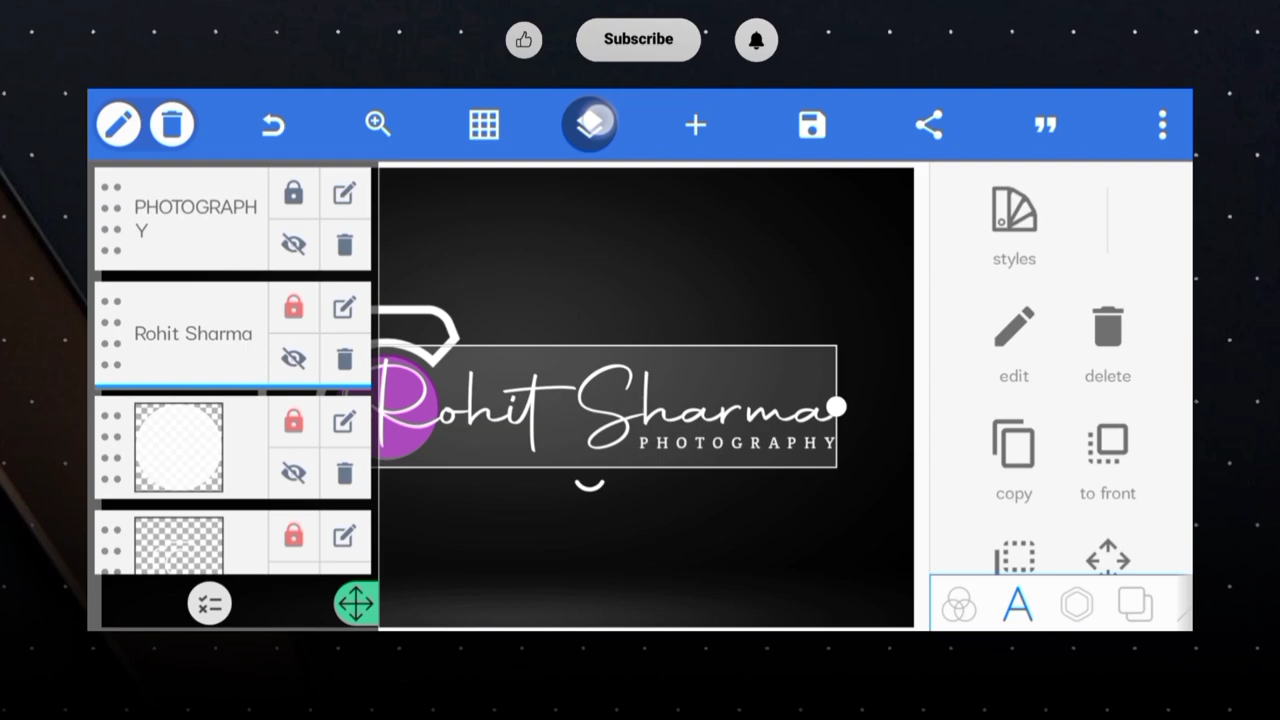 Subscribe
PHOTOGRAPH
Y
Rohit Sharma
Rohit Sharma
PHOTOGRAPHY
styles
edit
delete
copy
to front